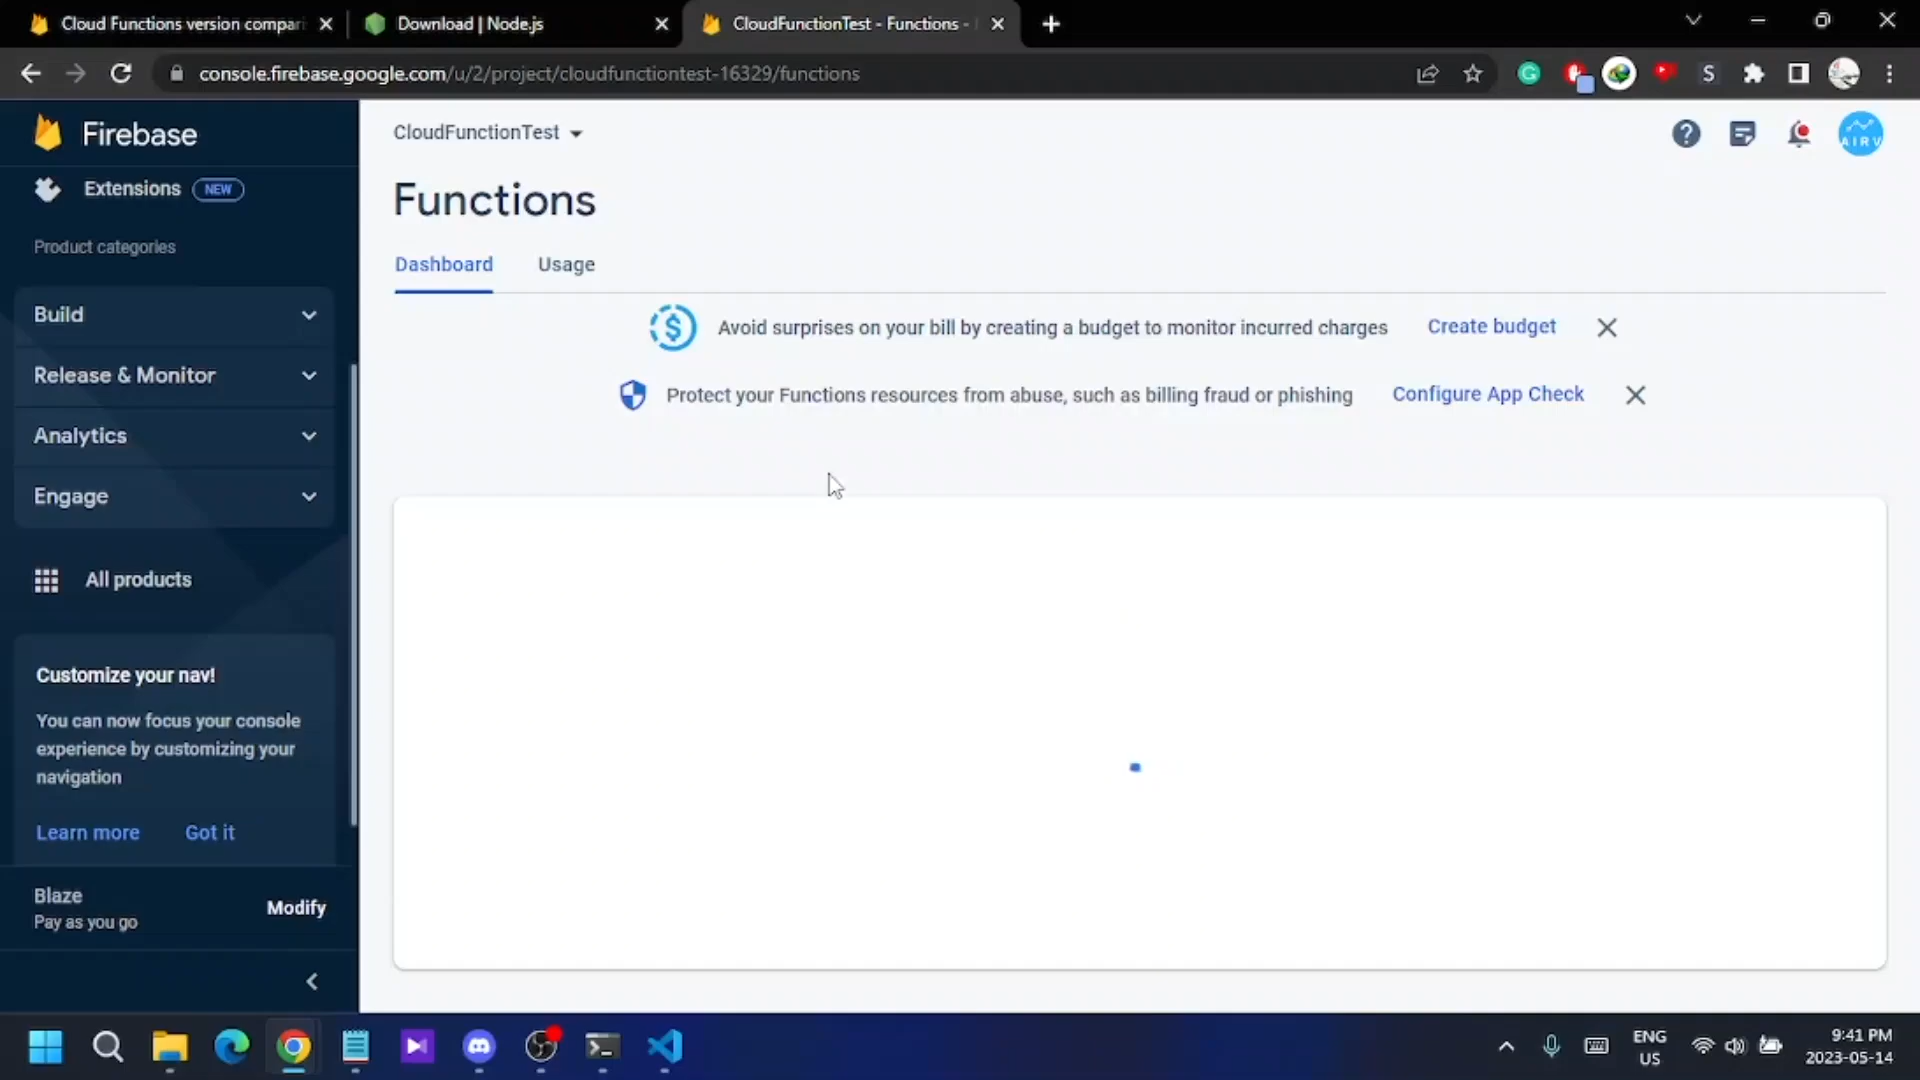 Cloud Functions version compari
Download | Node.js
CloudFunctionTest - Functions -
console.firebase.google.com/u/2/project/cloudfunctiontest-16329/functions
Firebase
Extensions NEW
Product categories
Build
Release & Monitor
Analytics
Engage
All products
Customize your nav!
You can now focus your console
experience by customizing your
navigation
Learn more Got it
Blaze
Pay as you go
Modify
CloudFunctionTest
AIRV
Functions
Dashboard Usage
Avoid surprises on your bill by creating a budget to monitor incurred charges Create budget
Protect your Functions resources from abuse, such as billing fraud or phishing Configure App Check
ENG
US
9:41 PM
2023-05-14